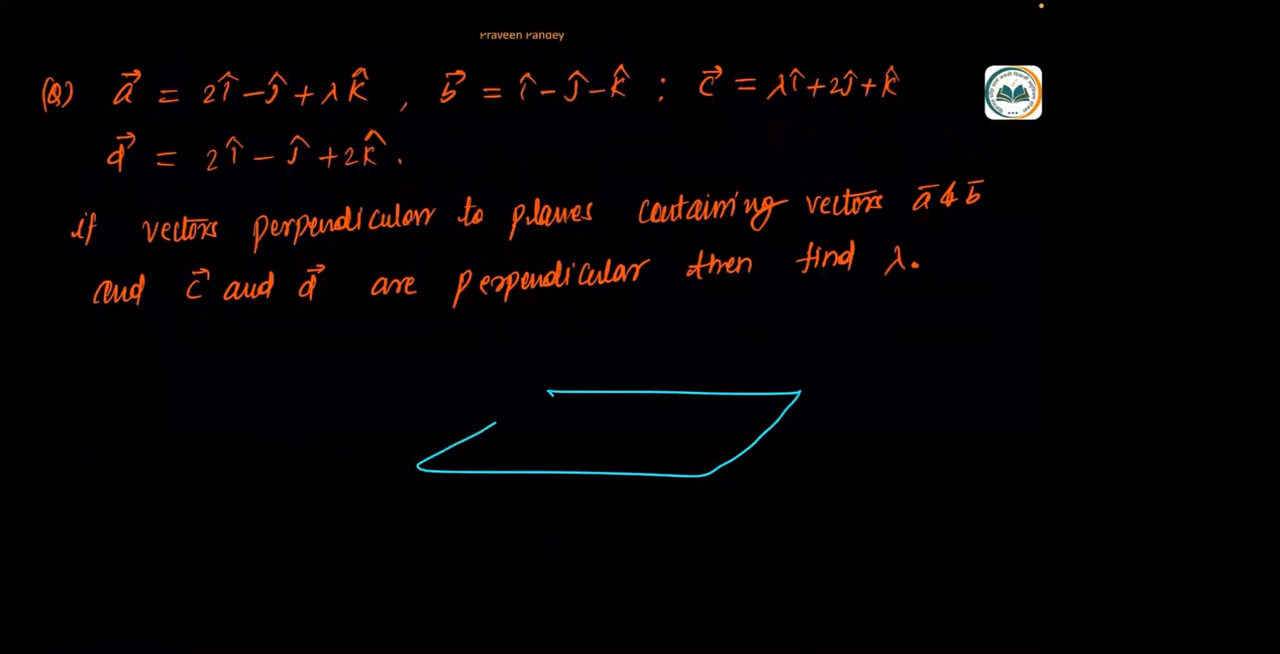 Praveen Pandey
(Q) a⃗ = 2î - ĵ + λk̂ , b⃗ = î - ĵ - k̂ ; c⃗ = λî + 2ĵ + k̂
d⃗ = 2î - ĵ + 2k̂ .
if vectors perpendicular to planes containing vectors a̅ & b̅
and c⃗ and d⃗ are perpendicular then find λ.